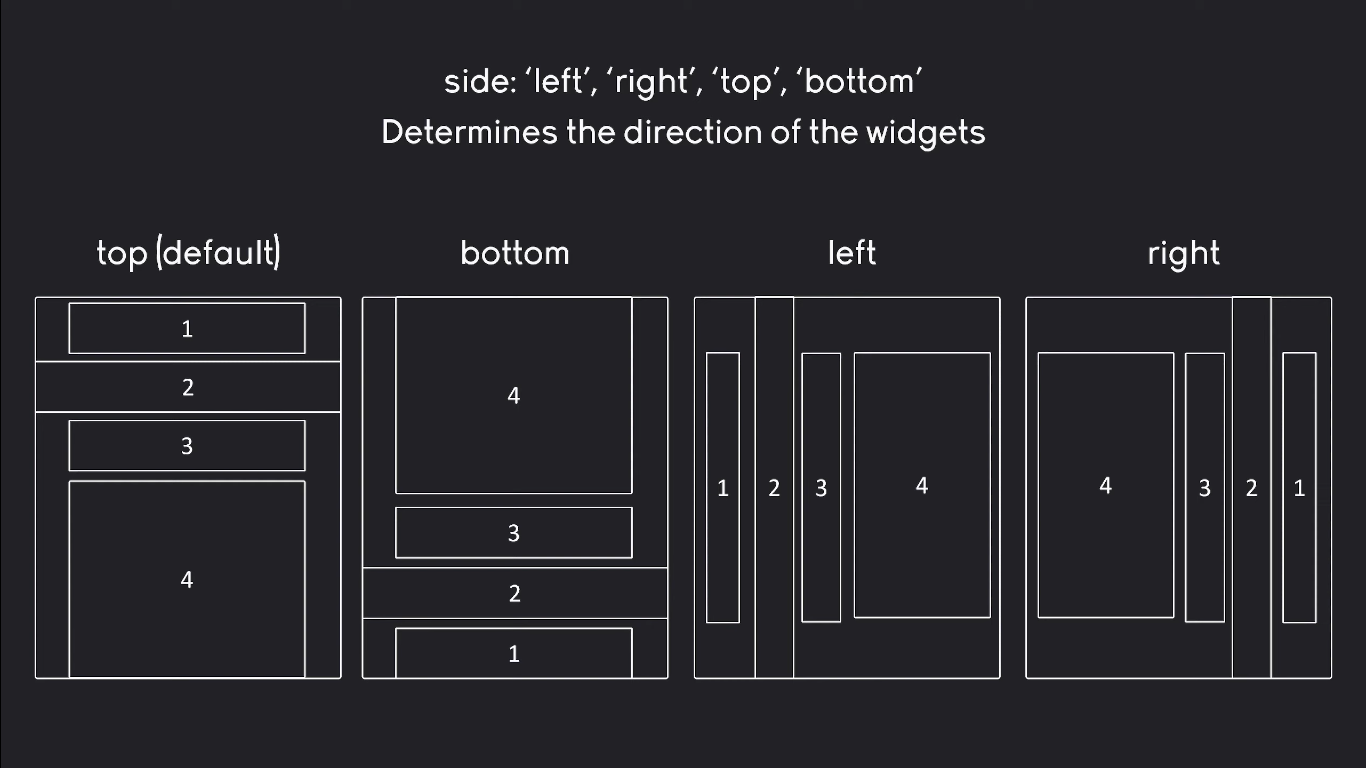 side: ‘left’, ‘right’, ‘top’, ‘bottom’
Determines the direction of the widgets
top (default)
1
2
3
4
bottom
4
3
2
1
left
1 2 3 4
right
4 3 2 1